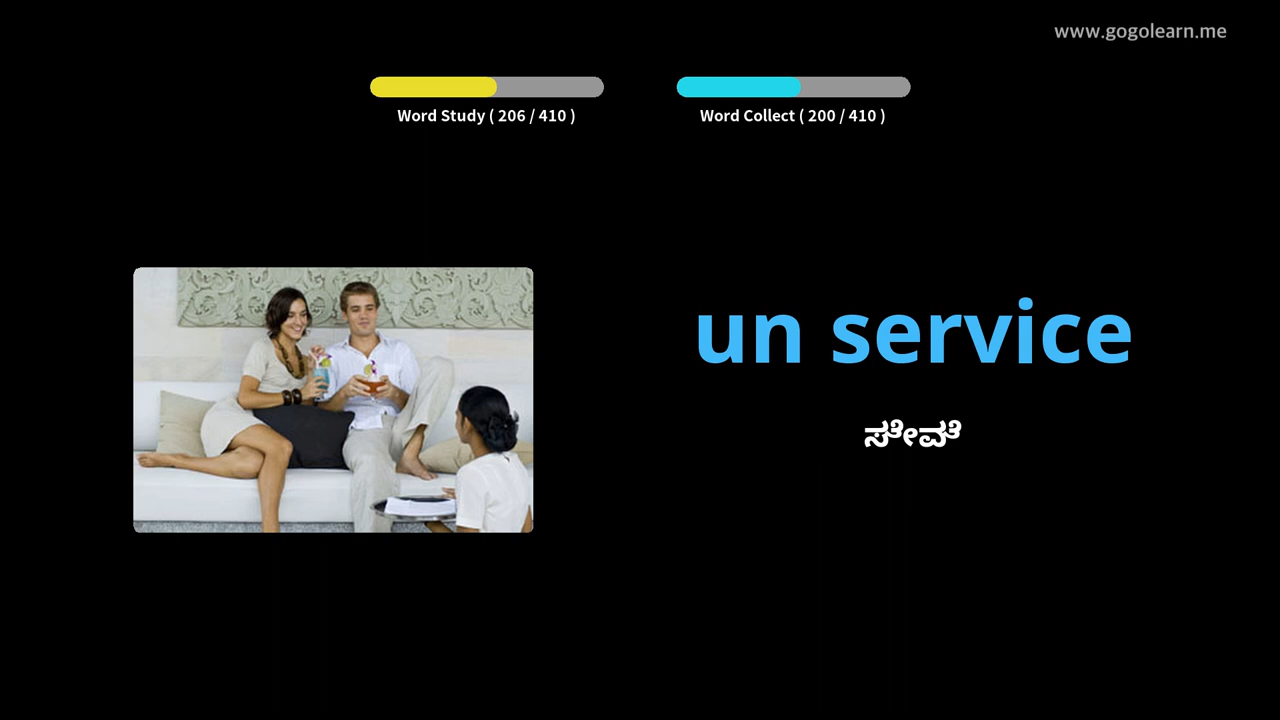 www.gogolearn.me
Word Study ( 206 / 410 )
Word Collect ( 200 / 410 )
un service
ಸೇವೆ